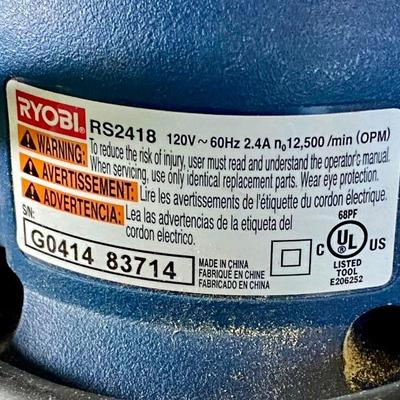 RYOBI RS2418 120V~60Hz 2.4A n₀12,500 /min (OPM)
WARNING: To reduce the risk of injury, user must read and understand the operator's manual.
When servicing, use only identical replacement parts. Wear eye protection.
AVERTISSEMENT: Lire les avertissements de l'étiquette du cordon électrique.
ADVERTENCIA: Lea las advertencias de la etiqueta del
cordon electrico.
S/N:
G0414 83714
MADE IN CHINA
FABRIQUÉ EN CHINE
FABRICADO EN CHINA
68PF
C UL US
LISTED
TOOL
E206252